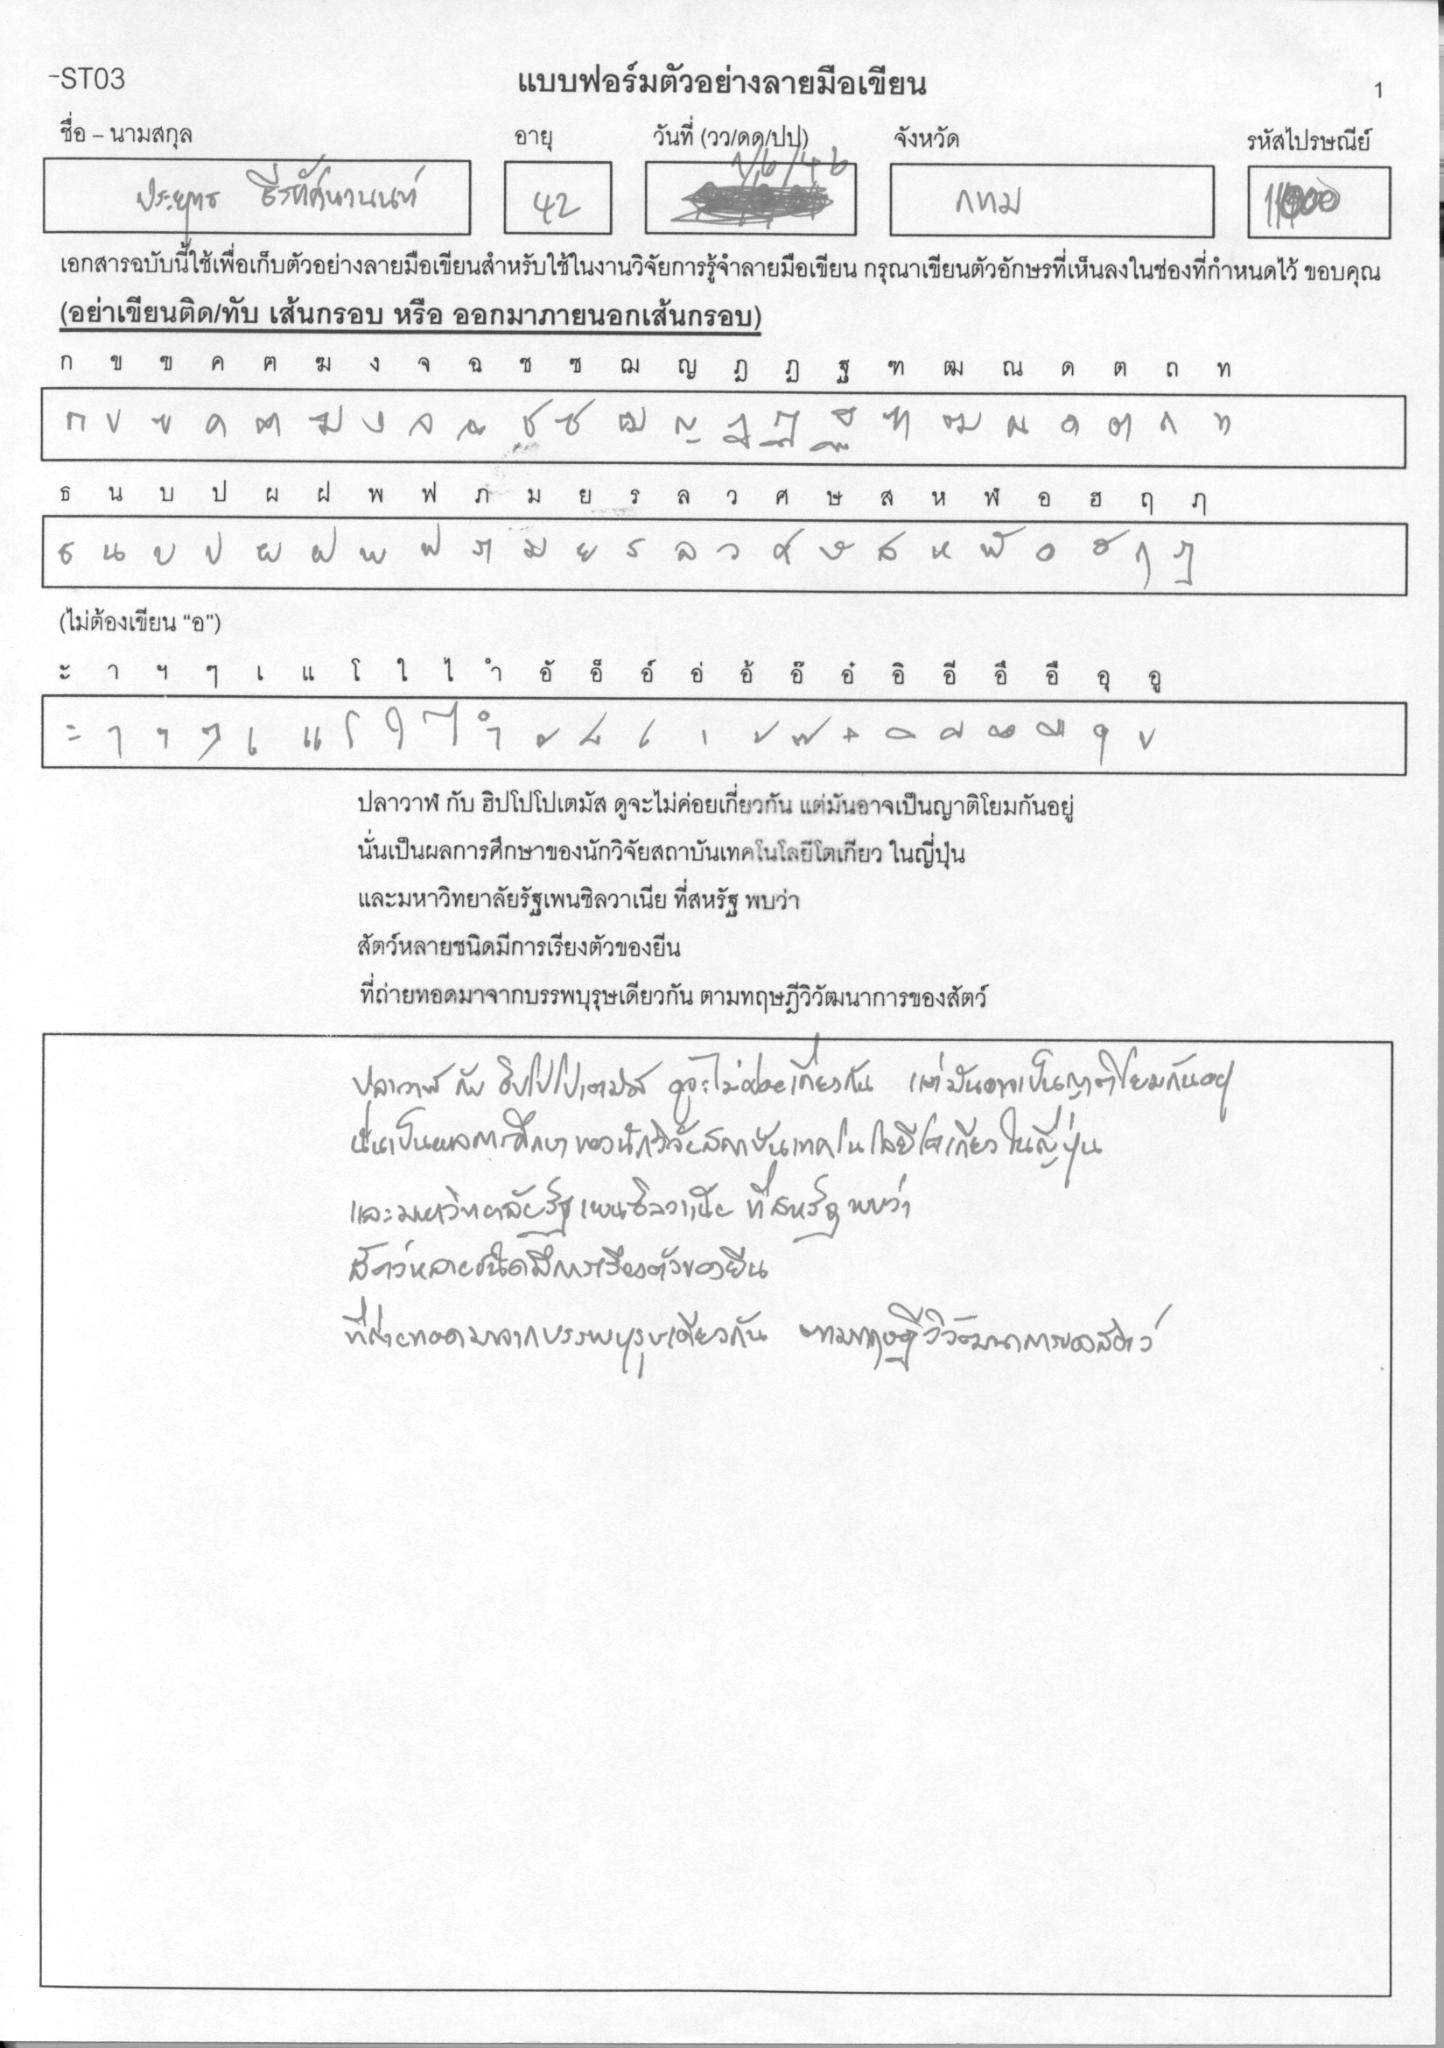 -ST03
แบบฟอร์มตัวอย่างลายมือเขียน
1
ชื่อ – นามสกุล อายุ วันที่ (วว/ดด/ปป) จังหวัด รหัสไปรษณีย์
ประยุทธ 42 1/6/46 กทม
เอกสารฉบับนี้ใช้เพื่อเก็บตัวอย่างลายมือเขียนสำหรับใช้ในงานวิจัยการรู้จำลายมือเขียน กรุณาเขียนตัวอักษรที่เห็นลงในช่องที่กำหนดไว้ ขอบคุณ
(อย่าเขียนติด/ทับ เส้นกรอบ หรือ ออกมาภายนอกเส้นกรอบ)
ก ข ฃ ค ฅ ฆ ง จ ฉ ช ซ ฌ ญ ฎ ฏ ฐ ฑ ฒ ณ ด ต ถ ท
ก ข ฃ ค ฅ ฆ ง จ ฉ ช ซ ฌ ญ ฎ ฏ ฐ ฑ ฒ ณ ด ต ถ ท
ธ น บ ป ผ ฝ พ ฟ ภ ม ย ร ล ว ศ ษ ส ห ฬ อ ฮ ฤ ฦ
ธ น บ ป ผ ฝ พ ฟ ภ ม ย ร ล ว ศ ษ ส ห ฬ อ ฮ ฤ ฦ
(ไม่ต้องเขียน “อ”)
ะ า ฯ ๆ เ แ โ ใ ไ ำ อั อ็ อ์ อ่ อ้ อ๊ อ๋ อิ อี อึ อื อุ อู
ะ า ฯ ๆ เ แ โ ใ ไ ำ ั ็ ์ ่ ้ ๊ ๋ ิ ี ึ ื ุ ู
ปลาวาฬ กับ ฮิปโปโปเตมัส ดูจะไม่ค่อยเกี่ยวกัน แต่มันอาจเป็นญาติโยมกันอยู่
นั่นเป็นผลการศึกษาของนักวิจัยสถาบันเทคโนโลยีโตเกียว ในญี่ปุ่น
และมหาวิทยาลัยรัฐเพนซิลวาเนีย ที่สหรัฐ พบว่า
สัตว์หลายชนิดมีการเรียงตัวของยีน
ที่ถ่ายทอดมาจากบรรพบุรุษเดียวกัน ตามทฤษฎีวิวัฒนาการของสัตว์
ปลาวาฬ กับ ฮิปโปโปเตมัส ดูจะไม่ค่อยเกี่ยวกัน แต่มันอาจเป็นญาติโยมกันอยู่
นั่นเป็นผลการศึกษาของนักวิจัยสถาบันเทคโนโลยีโตเกียว ในญี่ปุ่น
และมหาวิทยาลัยรัฐเพนซิลวาเนีย ที่สหรัฐ พบว่า
สัตว์หลายชนิดมีการเรียงตัวของยีน
ที่ถ่ายทอดมาจากบรรพบุรุษเดียวกัน ตามทฤษฎีวิวัฒนาการของสัตว์